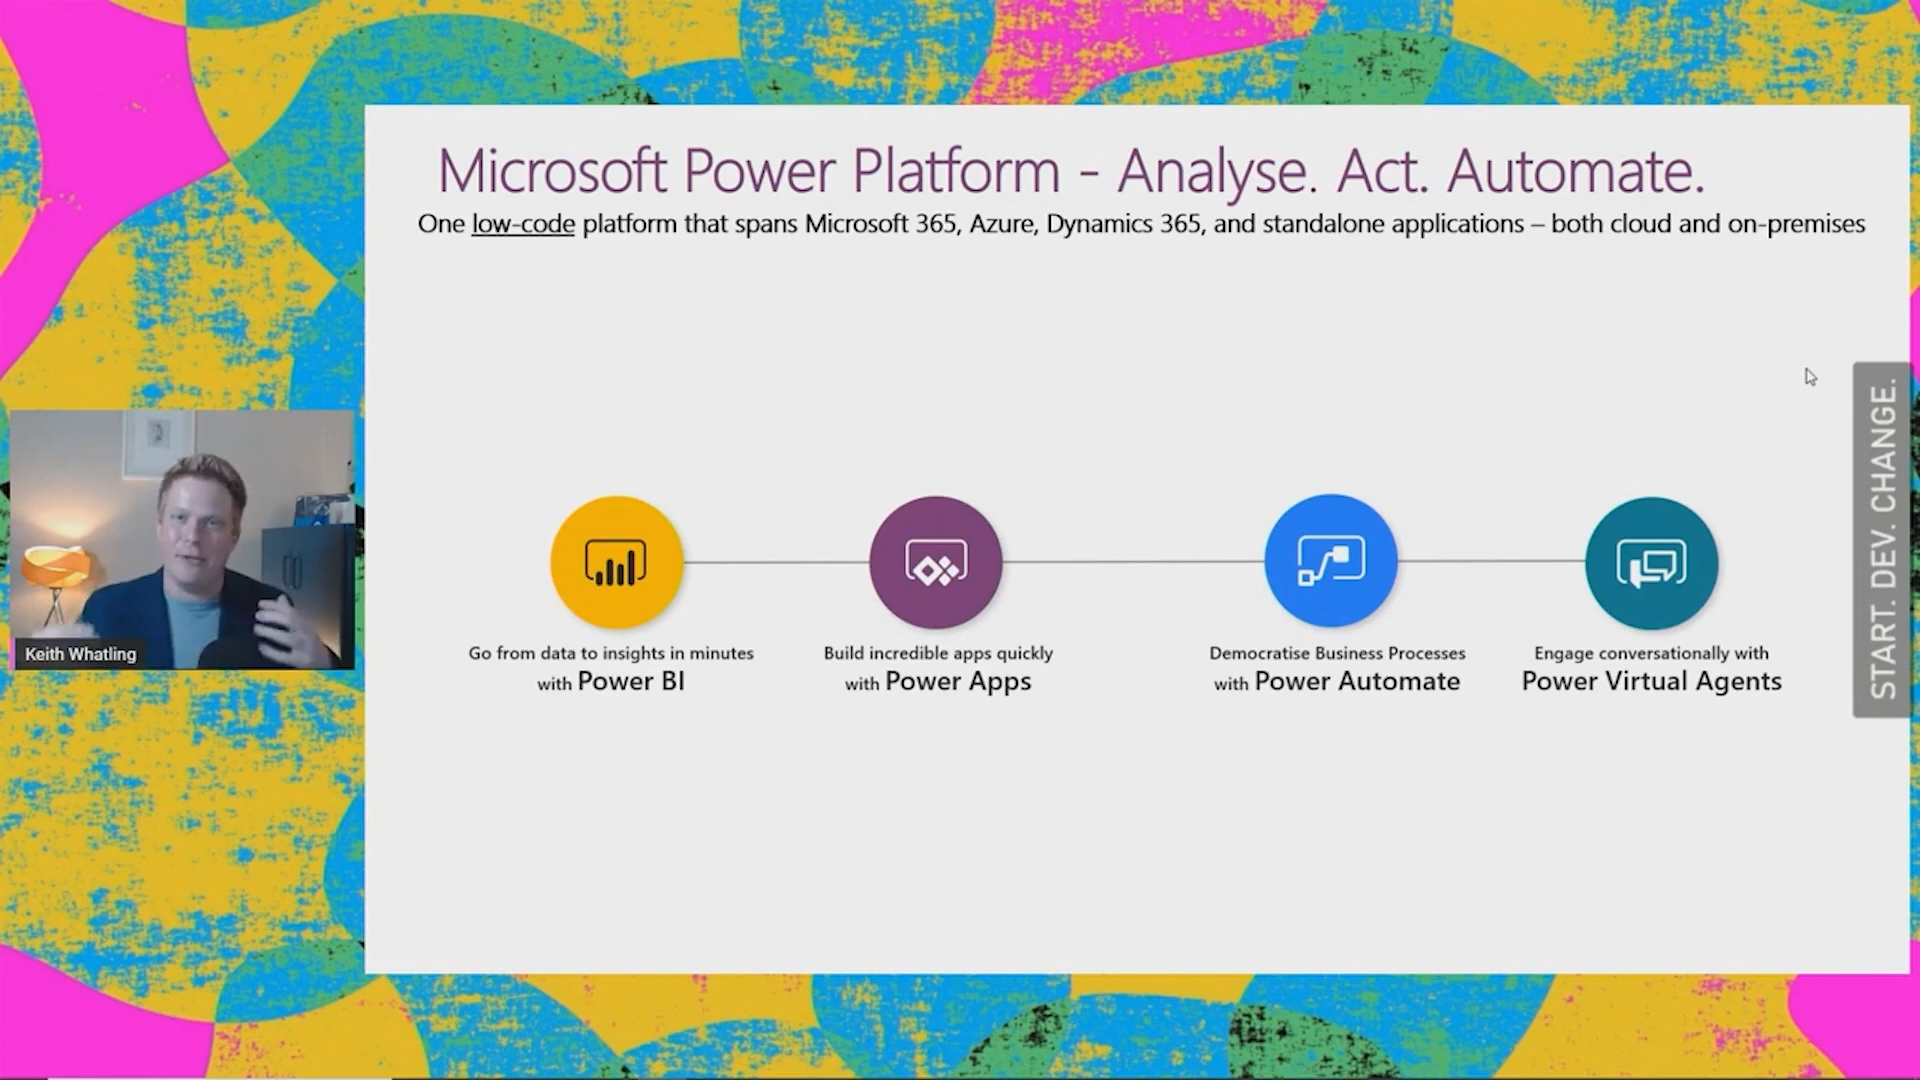 Microsoft Power Platform - Analyse. Act. Automate.
One low-code platform that spans Microsoft 365, Azure, Dynamics 365, and standalone applications – both cloud and on-premises
Go from data to insights in minutes
with Power BI
Build incredible apps quickly
with Power Apps
Democratise Business Processes
with Power Automate
Engage conversationally with
Power Virtual Agents
Keith Whatling
START. DEV. CHANGE.